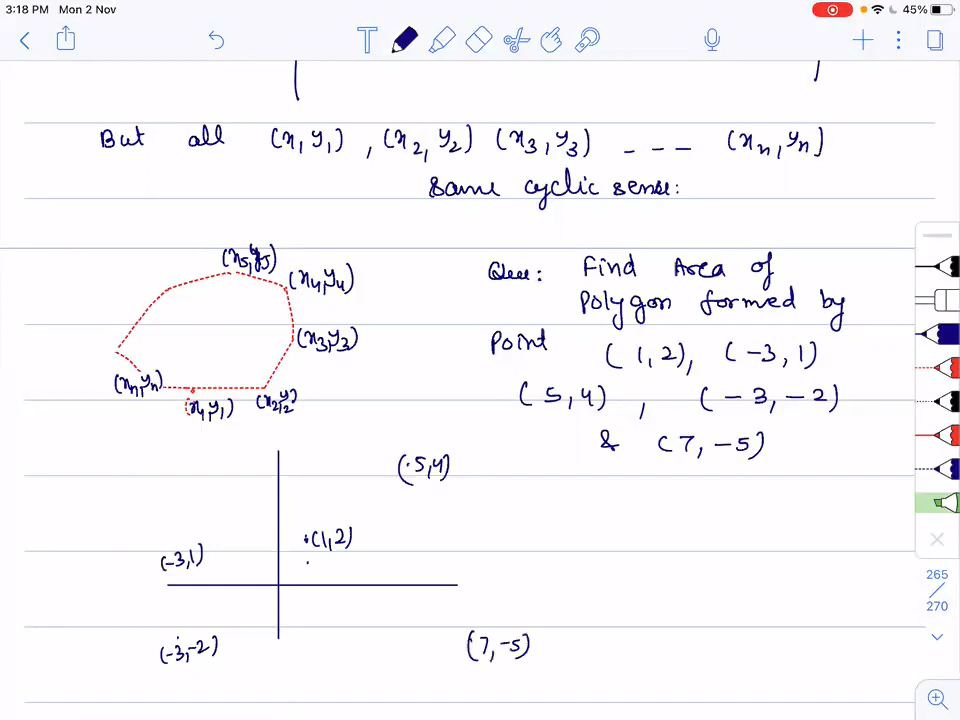 3:18 PM Mon 2 Nov 45%
But all (x, y1) , (x2, y2) (x3, y3) - - - (xn, yn)
same cyclic sense:
(x5, y5)
(x4, y4)
(x3, y3)
(xn, yn)
(x1, y1) (x2, y2)
Que: Find Area of
Polygon formed by
Point (1, 2), (-3, 1)
(5, 4) , (-3, -2)
& (7, -5)
(5,4)
(1,2)
(-3,1)
(-3,-2)
(7,-5)
265
270